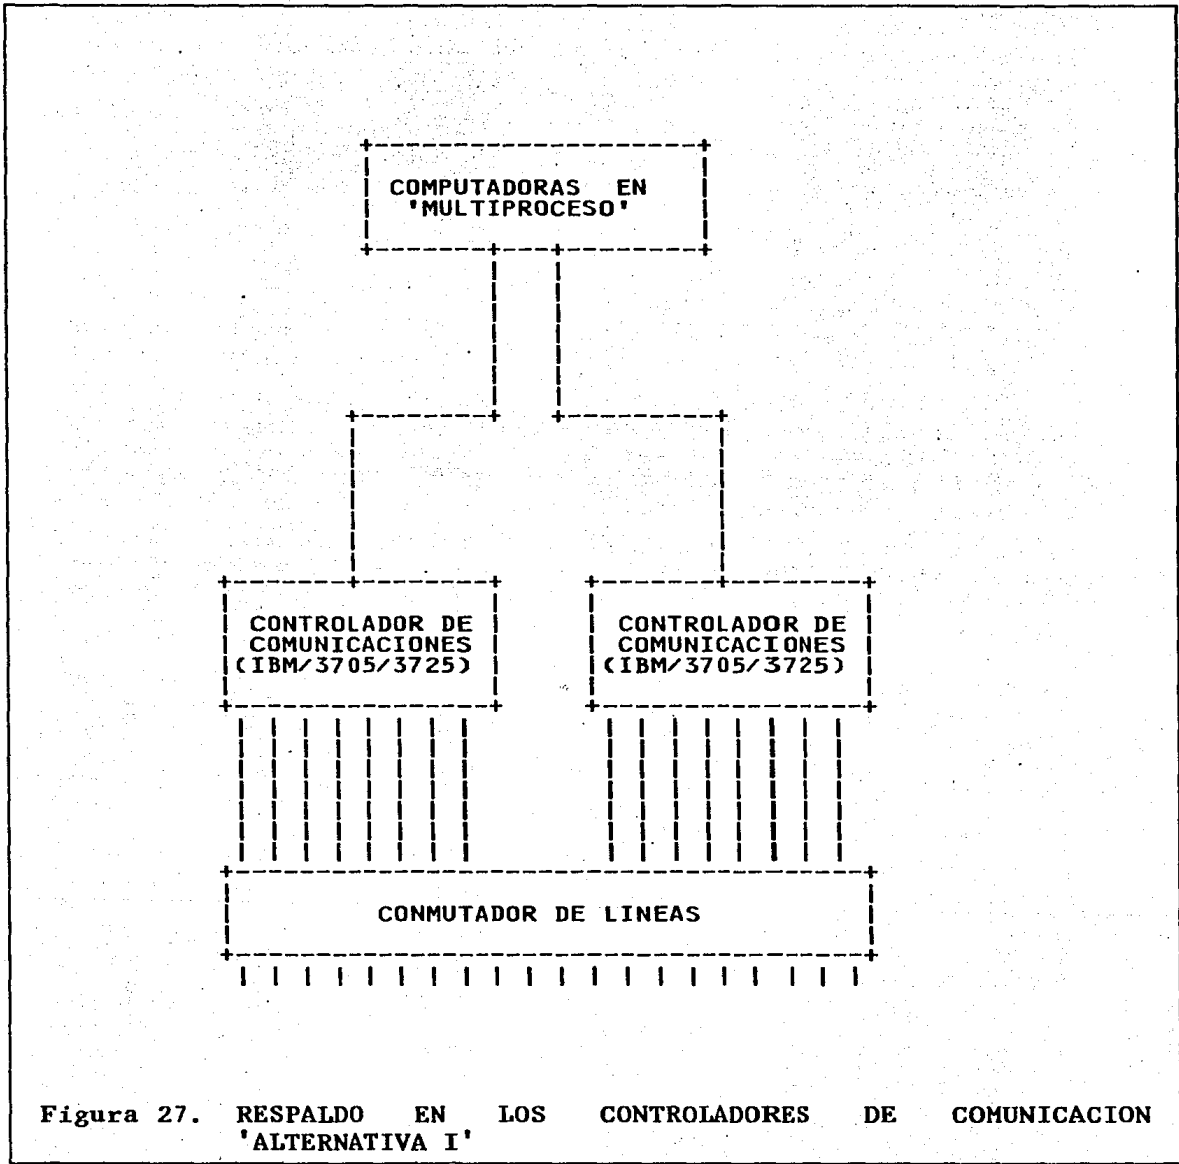 COMPUTADORAS EN
'MULTIPROCESO'
CONTROLADOR DE
COMUNICACIONES
(IBM/3705/3725)
CONTROLADOR DE
COMUNICACIONES
(IBM/3705/3725)
CONMUTADOR DE LINEAS
Figura 27. RESPALDO EN LOS CONTROLADORES DE COMUNICACION
'ALTERNATIVA I'